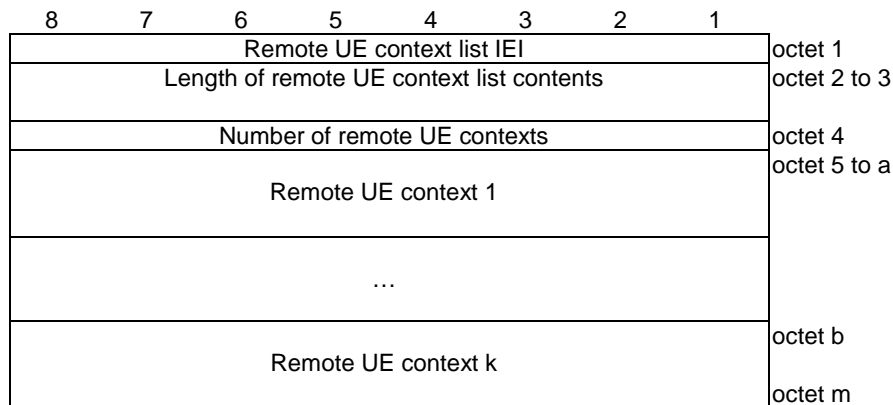 8 7 6 5 4 3 2 1
Remote UE context list IEI octet 1
Length of remote UE context list contents octet 2 to 3
Number of remote UE contexts octet 4
octet 5 to a
Remote UE context 1
…
octet b
Remote UE context k
octet m